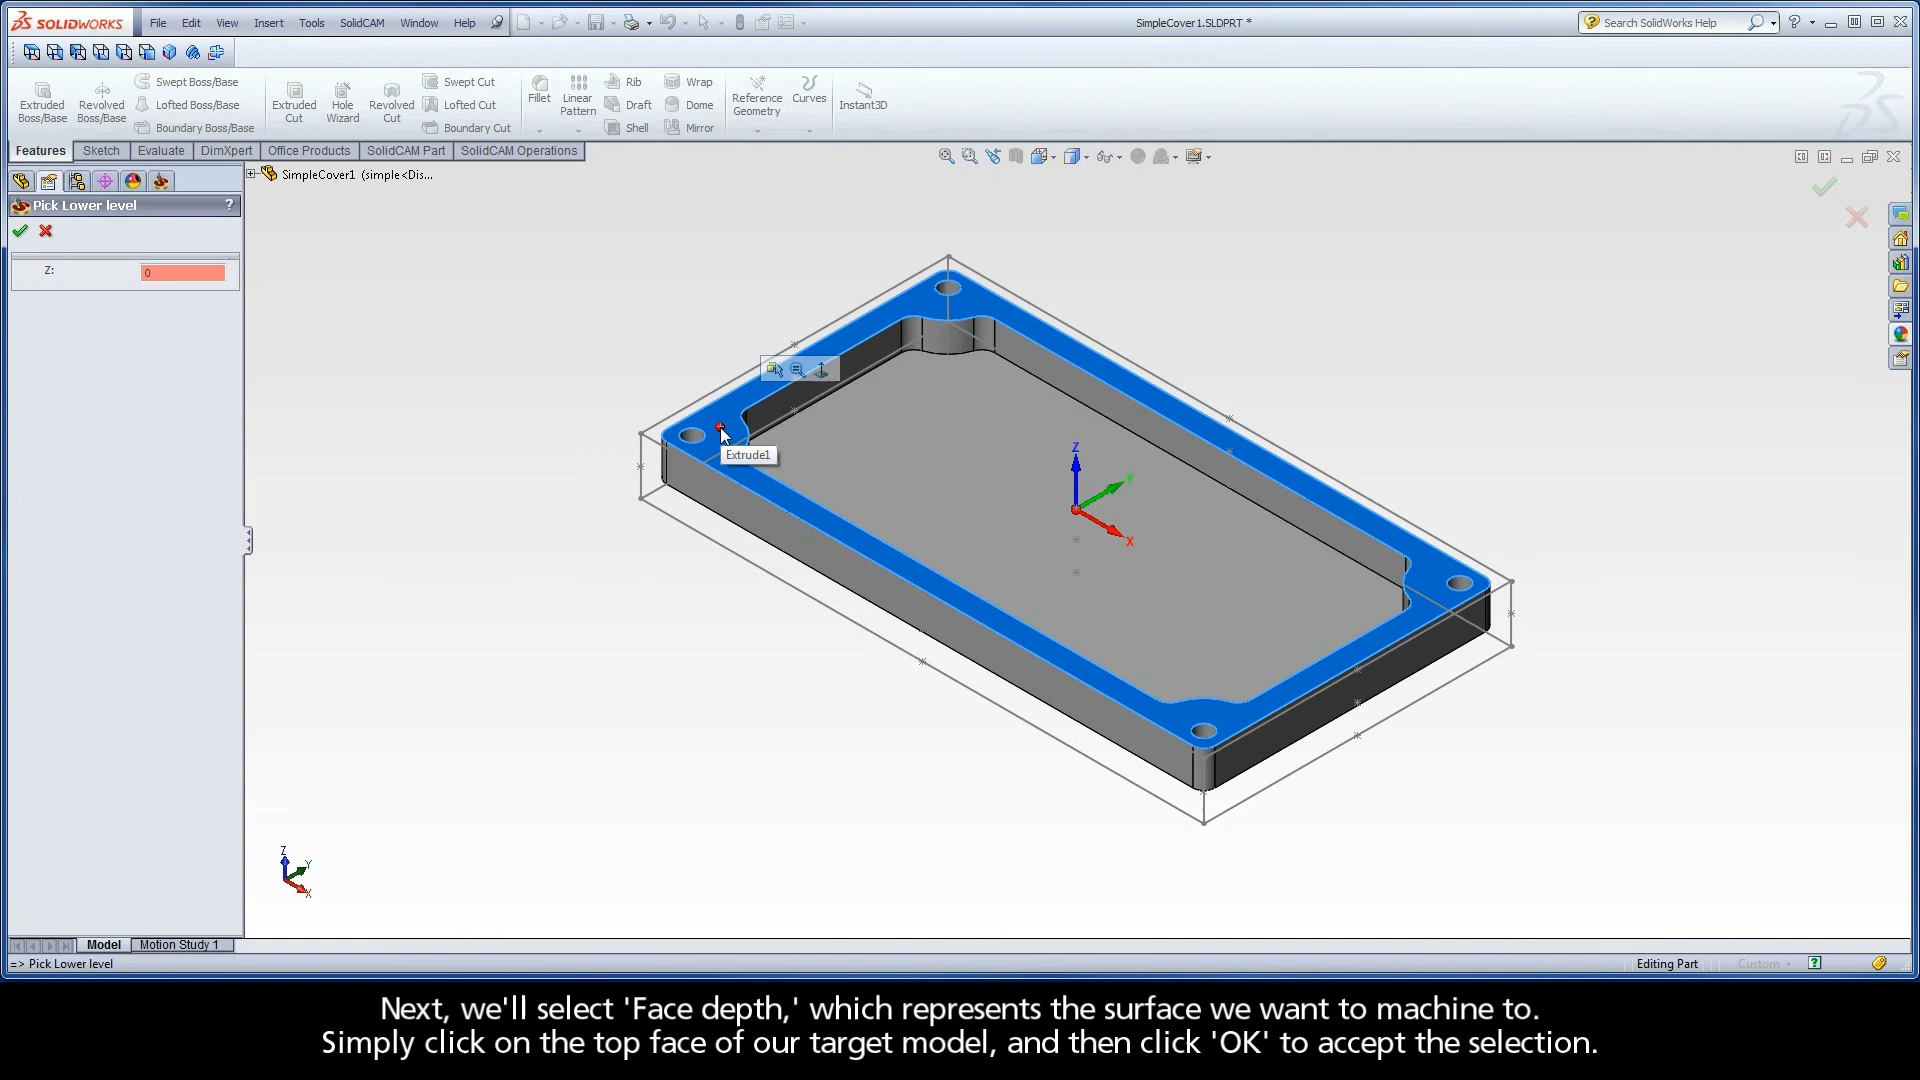 SOLIDWORKS File Edit View Insert Tools SolidCAM Window Help SimpleCover1.SLDPRT * Search SolidWorks Help ?
Extruded Boss/Base
Revolved Boss/Base
Swept Boss/Base
Lofted Boss/Base
Boundary Boss/Base
Extruded Cut
Hole Wizard
Revolved Cut
Swept Cut
Lofted Cut
Boundary Cut
Fillet
Linear Pattern
Rib
Draft
Shell
Wrap
Dome
Mirror
Reference Geometry
Curves
Instant3D
Features Sketch Evaluate DimXpert Office Products SolidCAM Part SolidCAM Operations
SimpleCover1 (simple<Dis...
Pick Lower level ?
Z: 0
Extrude1
Z
Y
X
Z
Y
X
Model Motion Study 1
=> Pick Lower level Editing Part Custom ?
Next, we'll select 'Face depth,' which represents the surface we want to machine to.
Simply click on the top face of our target model, and then click 'OK' to accept the selection.